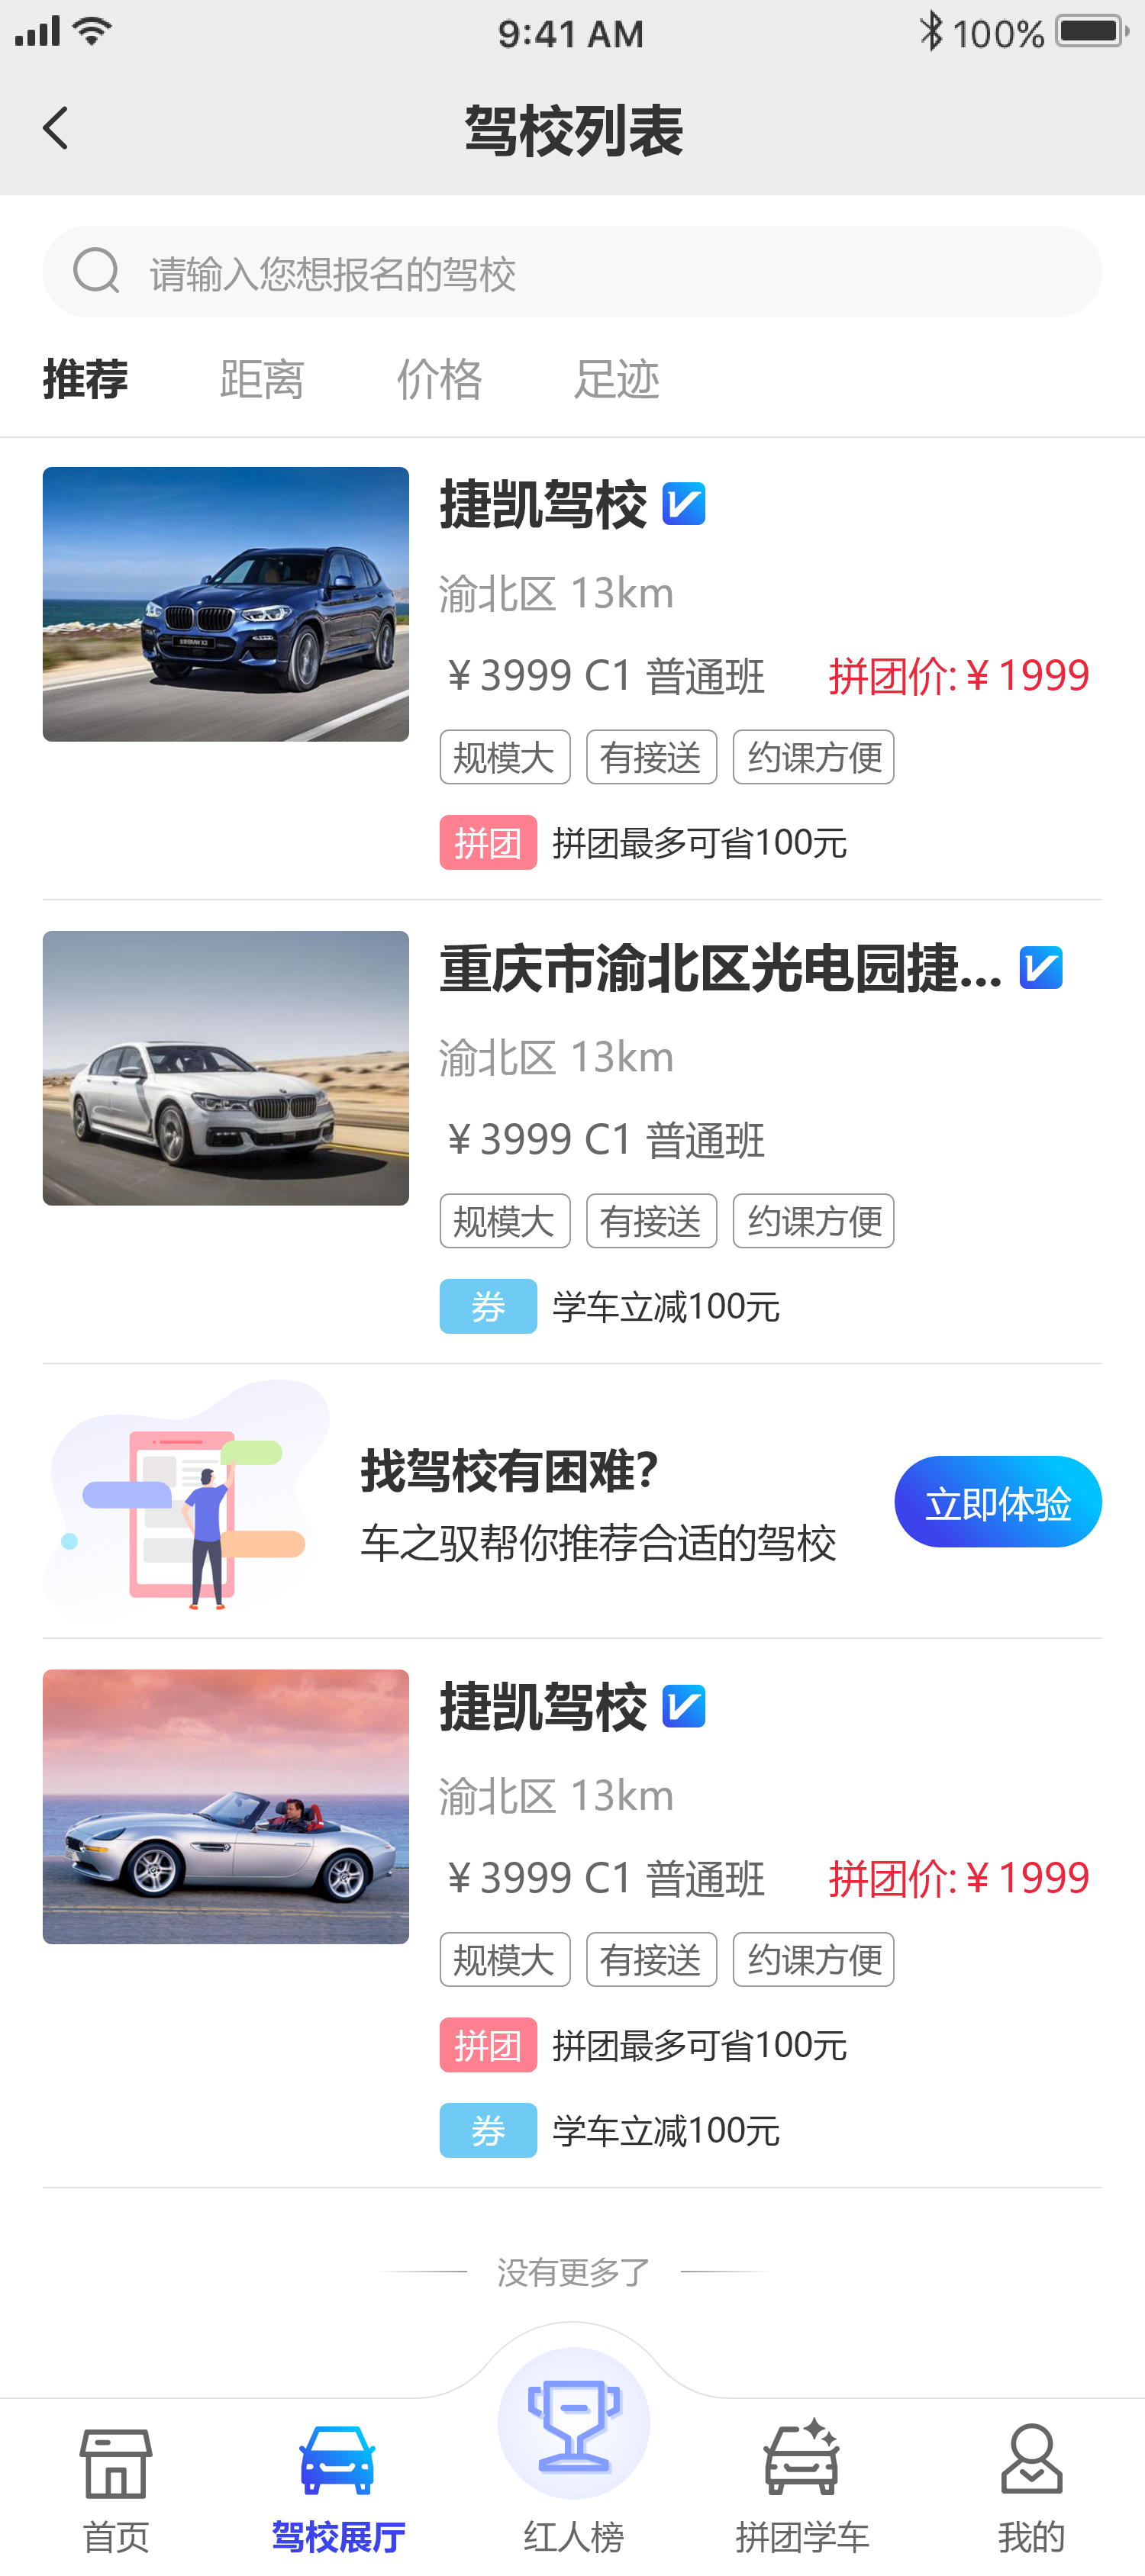 9:41 AM 100%
驾校列表
请输入您想报名的驾校
推荐 距离 价格 足迹
捷凯驾校
渝北区 13km
¥3999 C1 普通班 拼团价:¥1999
规模大 有接送 约课方便
拼团 拼团最多可省100元
重庆市渝北区光电园捷...
渝北区 13km
¥3999 C1 普通班
规模大 有接送 约课方便
券 学车立减100元
找驾校有困难?
车之驭帮你推荐合适的驾校
立即体验
捷凯驾校
渝北区 13km
¥3999 C1 普通班 拼团价:¥1999
规模大 有接送 约课方便
拼团 拼团最多可省100元
券 学车立减100元
没有更多了
首页 驾校展厅 红人榜 拼团学车 我的